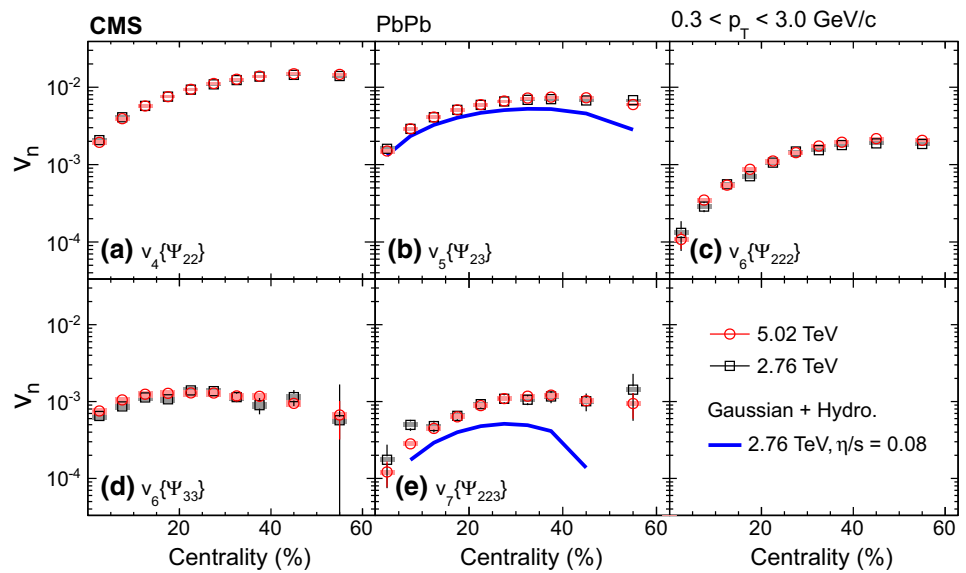 CMS PbPb 0.3 < p_T < 3.0 GeV/c
10⁻²
10⁻³
10⁻⁴
v_n
(a) v_4{Ψ_22}
(b) v_5{Ψ_23}
(c) v_6{Ψ_222}
10⁻²
10⁻³
10⁻⁴
v_n
(d) v_6{Ψ_33}
(e) v_7{Ψ_223}
5.02 TeV
2.76 TeV
Gaussian + Hydro.
2.76 TeV, η/s = 0.08
20 40 60
20 40 60
20 40 60
Centrality (%) Centrality (%) Centrality (%)